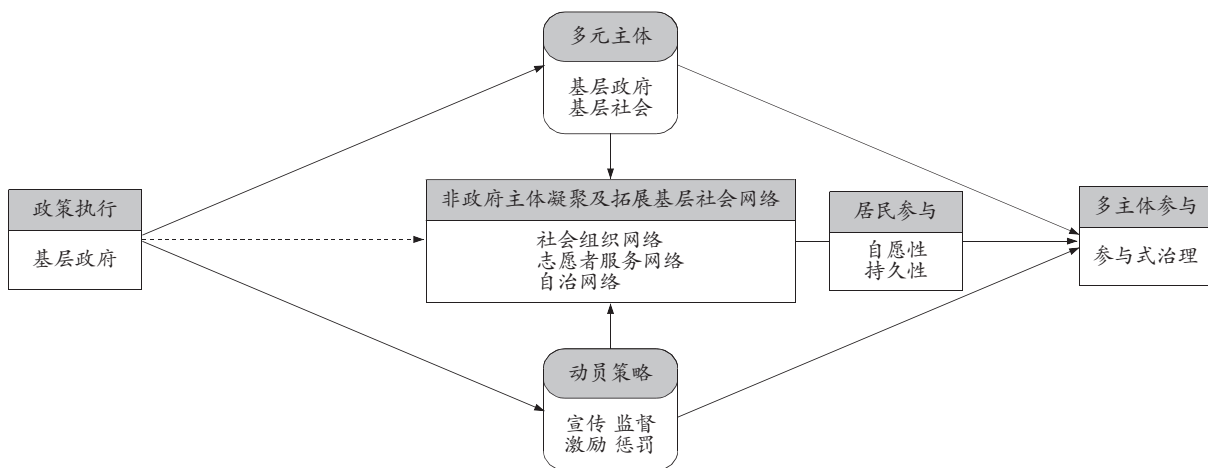 多元主体
基层政府
基层社会
政策执行
基层政府
非政府主体凝聚及拓展基层社会网络
社会组织网络
志愿者服务网络
自治网络
居民参与
自愿性
持久性
多主体参与
参与式治理
动员策略
宣传 监督
激励 惩罚